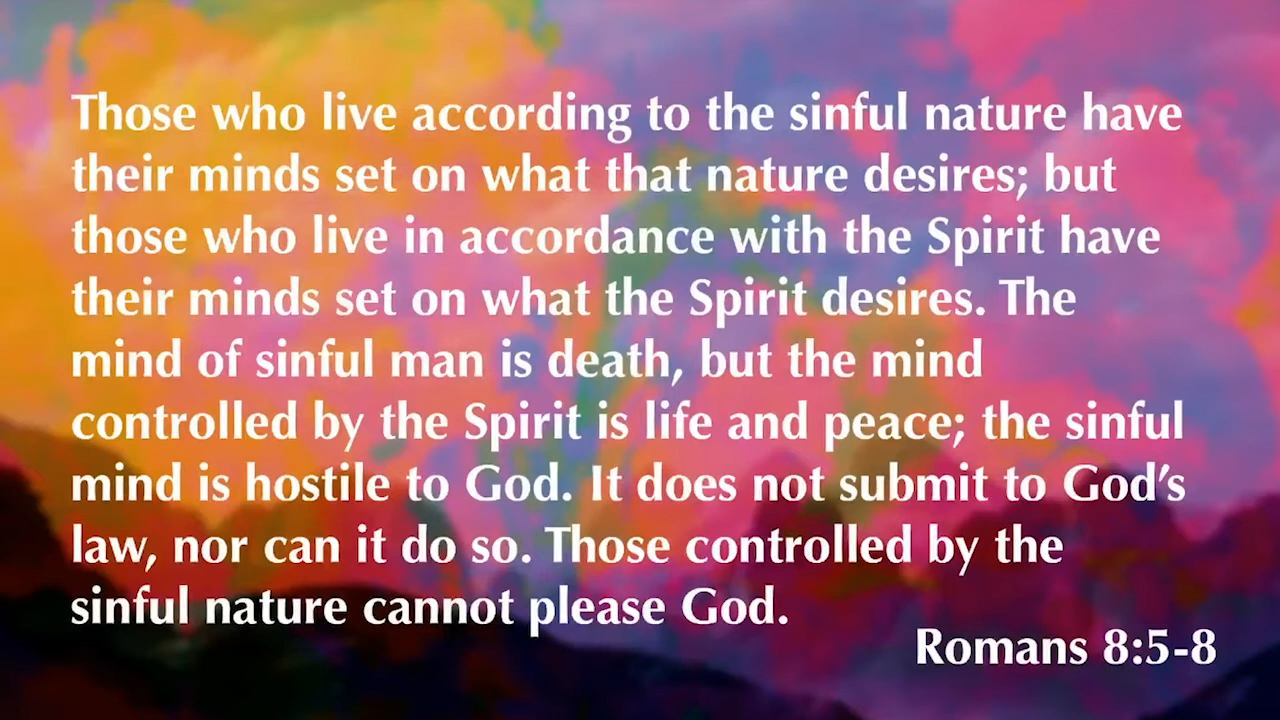 Those who live according to the sinful nature have
their minds set on what that nature desires; but
those who live in accordance with the Spirit have
their minds set on what the Spirit desires. The
mind of sinful man is death, but the mind
controlled by the Spirit is life and peace; the sinful
mind is hostile to God. It does not submit to God’s
law, nor can it do so. Those controlled by the
sinful nature cannot please God.
Romans 8:5-8